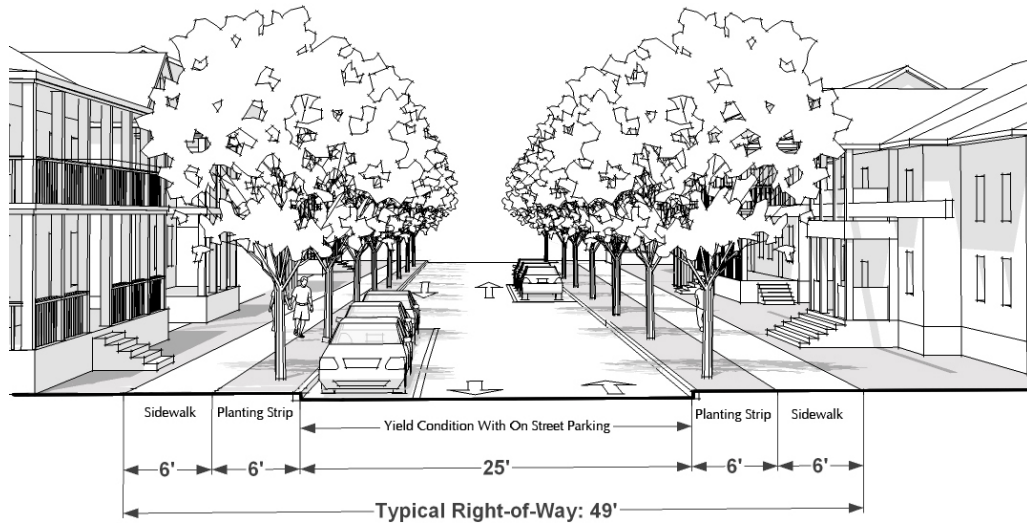 Sidewalk
Planting Strip
Yield Condition With On Street Parking
Planting Strip
Sidewalk
6'
6'
25'
6'
6'
Typical Right-of-Way: 49'